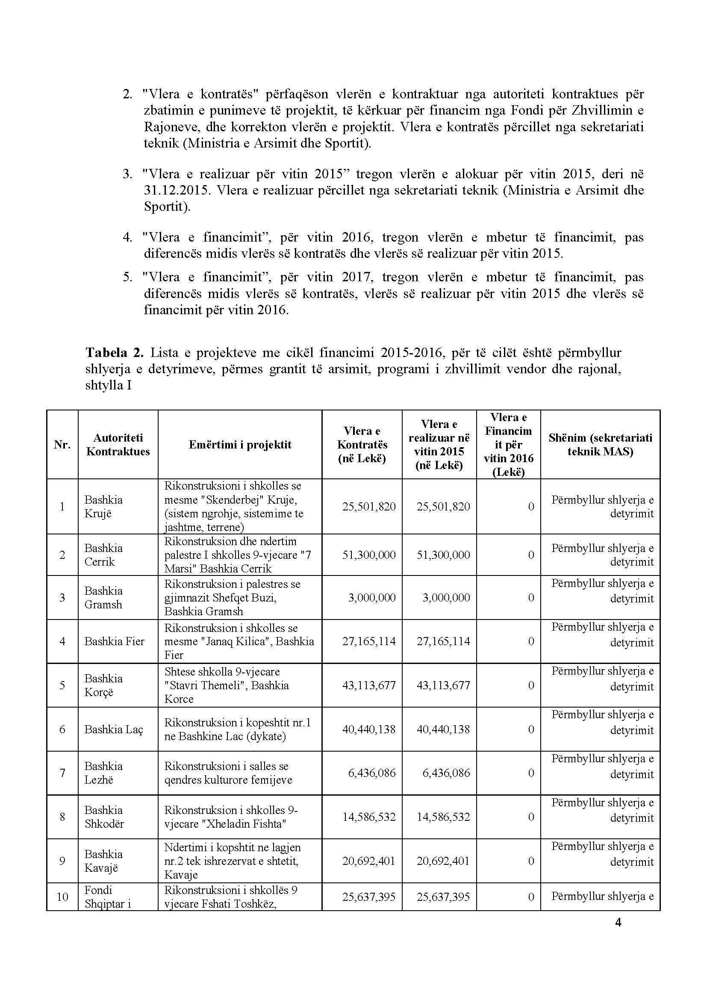 2. "Vlera e kontratës" përfaqëson vlerën e kontraktuar nga autoriteti kontraktues për
zbatimin e punimeve të projektit, të kërkuar për financim nga Fondi për Zhvillimin e
Rajoneve, dhe korrekton vlerën e projektit. Vlera e kontratës përcillet nga sekretariati
teknik (Ministria e Arsimit dhe Sportit).
3. "Vlera e realizuar për vitin 2015” tregon vlerën e alokuar për vitin 2015, deri në
31.12.2015. Vlera e realizuar përcillet nga sekretariati teknik (Ministria e Arsimit dhe
Sportit).
4. "Vlera e financimit”, për vitin 2016, tregon vlerën e mbetur të financimit, pas
diferencës midis vlerës së kontratës dhe vlerës së realizuar për vitin 2015.
5. "Vlera e financimit”, për vitin 2017, tregon vlerën e mbetur të financimit, pas
diferencës midis vlerës së kontratës, vlerës së realizuar për vitin 2015 dhe vlerës së
financimit për vitin 2016.
Tabela 2. Lista e projekteve me cikël financimi 2015-2016, për të cilët është përmbyllur
shlyerja e detyrimeve, përmes grantit të arsimit, programi i zhvillimit vendor dhe rajonal,
shtylla I
Nr.
Autoriteti
Kontraktues
Emërtimi i projektit
Vlera e
Kontratës
(në Lekë)
Vlera e
realizuar në
vitin 2015
(në Lekë)
Vlera e
Financim
it për
vitin 2016
(Lekë)
Shënim (sekretariati
teknik MAS)
1
Bashkia
Krujë
Rikonstruksioni i shkolles se
mesme "Skenderbej" Kruje,
(sistem ngrohje, sistemime te
jashtme, terrene)
25,501,820
25,501,820
0
Përmbyllur shlyerja e
detyrimit
2
Bashkia
Cerrik
Rikonstruksion dhe ndertim
palestre I shkolles 9-vjecare "7
Marsi" Bashkia Cerrik
51,300,000
51,300,000
0
Përmbyllur shlyerja e
detyrimit
3
Bashkia
Gramsh
Rikonstruksion i palestres se
gjimnazit Shefqet Buzi,
Bashkia Gramsh
3,000,000
3,000,000
0
Përmbyllur shlyerja e
detyrimit
4
Bashkia Fier
Rikonstruksion i shkolles se
mesme "Janaq Kilica", Bashkia
Fier
27,165,114
27,165,114
0
Përmbyllur shlyerja e
detyrimit
5
Bashkia
Korçë
Shtese shkolla 9-vjecare
"Stavri Themeli", Bashkia
Korce
43,113,677
43,113,677
0
Përmbyllur shlyerja e
detyrimit
6
Bashkia Laç
Rikonstruksion i kopeshtit nr.1
ne Bashkine Lac (dykate)
40,440,138
40,440,138
0
Përmbyllur shlyerja e
detyrimit
7
Bashkia
Lezhë
Rikonstruksioni i salles se
qendres kulturore femijeve
6,436,086
6,436,086
0
Përmbyllur shlyerja e
detyrimit
8
Bashkia
Shkodër
Rikonstruksion i shkolles 9-
vjecare "Xheladin Fishta"
14,586,532
14,586,532
0
Përmbyllur shlyerja e
detyrimit
9
Bashkia
Kavajë
Ndertimi i kopshtit ne lagjen
nr.2 tek ishrezervat e shtetit,
Kavaje
20,692,401
20,692,401
0
Përmbyllur shlyerja e
detyrimit
10
Fondi
Shqiptar i
Rikonstruksioni i shkollës 9
vjecare Fshati Toshkëz,
25,637,395
25,637,395
0
Përmbyllur shlyerja e
4